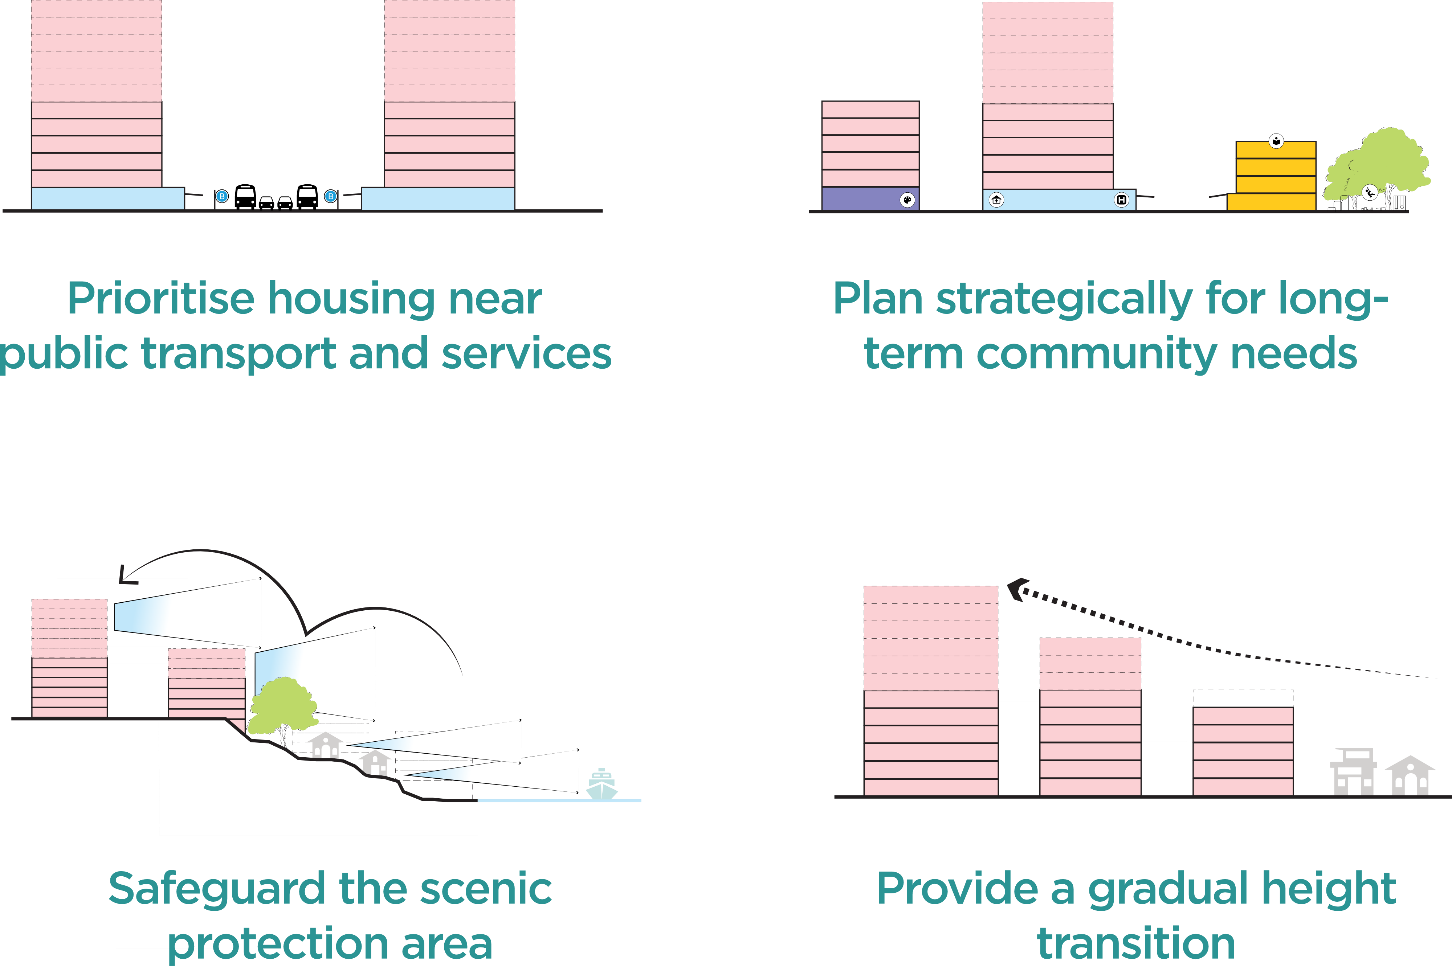 Prioritise housing near
public transport and services
Plan strategically for long-
term community needs
Safeguard the scenic
protection area
Provide a gradual height
transition